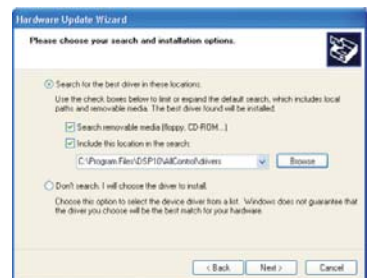 Hardware Update Wizard
Please choose your search and installation options.
Search for the best driver in these locations.
Use the check boxes below to limit or expand the default search, which includes local
paths and removable media. The best driver found will be installed.
Search removable media (floppy, CD-ROM...)
Include this location in the search:
C:\Program Files\DSP10\AllControl\drivers
Browse
Don't search. I will choose the driver to install.
Choose this option to select the device driver from a list. Windows does not guarantee that
the driver you choose will be the best match for your hardware.
< Back
Next >
Cancel